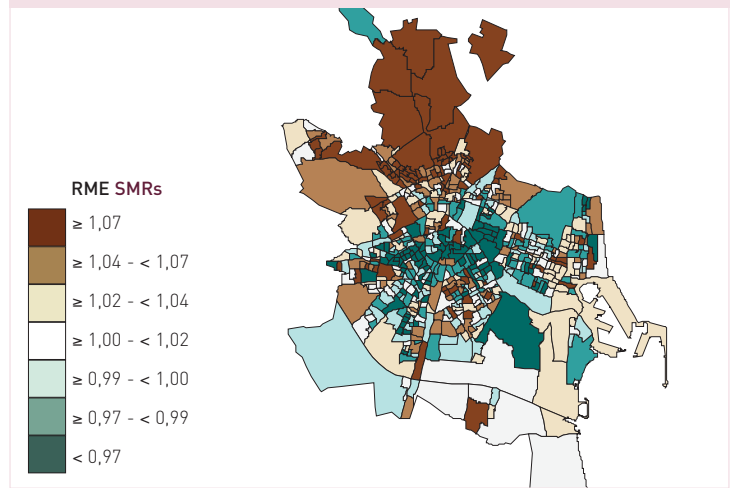 RME SMRs
≥ 1,07
≥ 1,04 - < 1,07
≥ 1,02 - < 1,04
≥ 1,00 - < 1,02
≥ 0,99 - < 1,00
≥ 0,97 - < 0,99
< 0,97